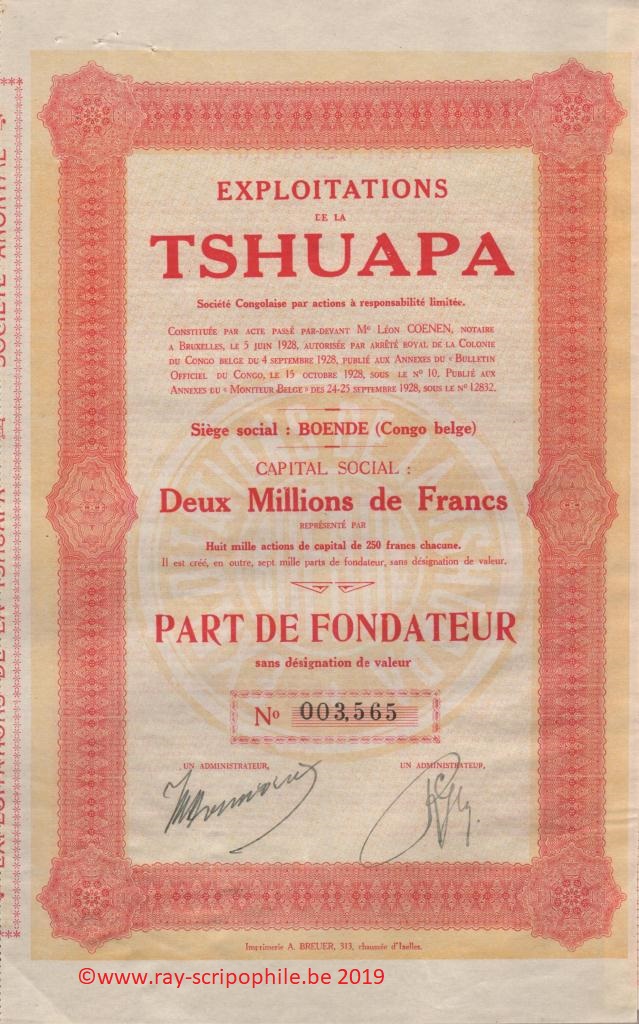 EXPLOITATIONS
DE LA
TSHUAPA
Société Congolaise par actions à responsabilité limitée.
CONSTITUÉE PAR ACTE PASSÉ PAR-DEVANT Me LÉON COENEN, NOTAIRE
A BRUXELLES, LE 5 JUIN 1928, AUTORISÉE PAR ARRÊTÉ ROYAL DE LA COLONIE
DU CONGO BELGE DU 4 SEPTEMBRE 1928, PUBLIÉ AUX ANNEXES DU « BULLETIN
OFFICIEL DU CONGO, LE 15 OCTOBRE 1928, SOUS LE No 10. PUBLIÉ AUX
ANNEXES DU « MONITEUR BELGE » DES 24-25 SEPTEMBRE 1928, SOUS LE No 12832.
Siège social : BOENDE (Congo belge)
CAPITAL SOCIAL :
Deux Millions de Francs
REPRÉSENTÉ PAR
Huit mille actions de capital de 250 francs chacune.
Il est créé, en outre, sept mille parts de fondateur, sans désignation de valeur.
PART DE FONDATEUR
sans désignation de valeur
No 003,565
UN ADMINISTRATEUR, UN ADMINISTRATEUR,
Imprimerie A. BREUER, 313, chaussée d'Ixelles.
©www.ray-scripophile.be 2019